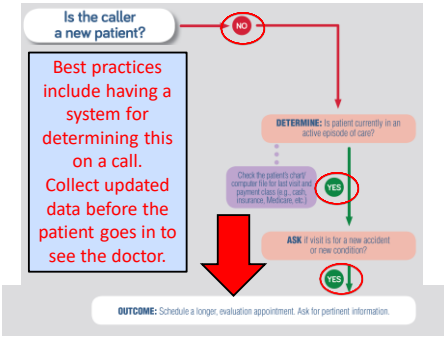 Is the caller
a new patient?
NO
Best practices
include having a
system for
determining this
on a call.
Collect updated
data before the
patient goes in to
see the doctor.
DETERMINE: Is patient currently in an
active episode of care?
Check the patient's chart/
computer file for last visit and
payment class (e.g., cash,
insurance, Medicare, etc.)
YES
ASK if visit is for a new accident
or new condition?
YES
OUTCOME: Schedule a longer, evaluation appointment. Ask for pertinent information.